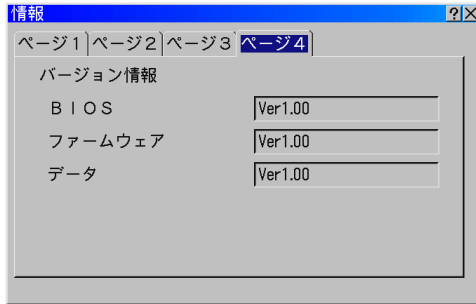 情報
ページ1 ページ2 ページ3 ページ4
バージョン情報
BIOS Ver1.00
ファームウェア Ver1.00
データ Ver1.00